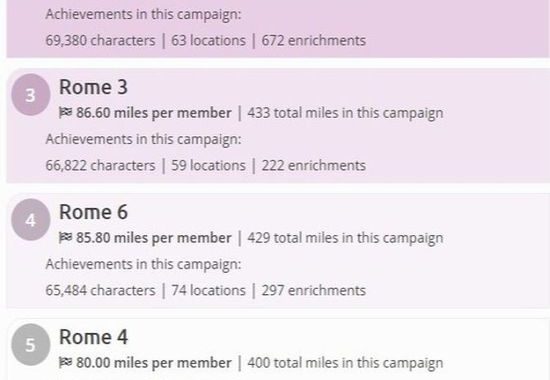 Achievements in this campaign:
69,380 characters | 63 locations | 672 enrichments
3
Rome 3
86.60 miles per member | 433 total miles in this campaign
Achievements in this campaign:
66,822 characters | 59 locations | 222 enrichments
4
Rome 6
85.80 miles per member | 429 total miles in this campaign
Achievements in this campaign:
65,484 characters | 74 locations | 297 enrichments
5
Rome 4
80.00 miles per member | 400 total miles in this campaign